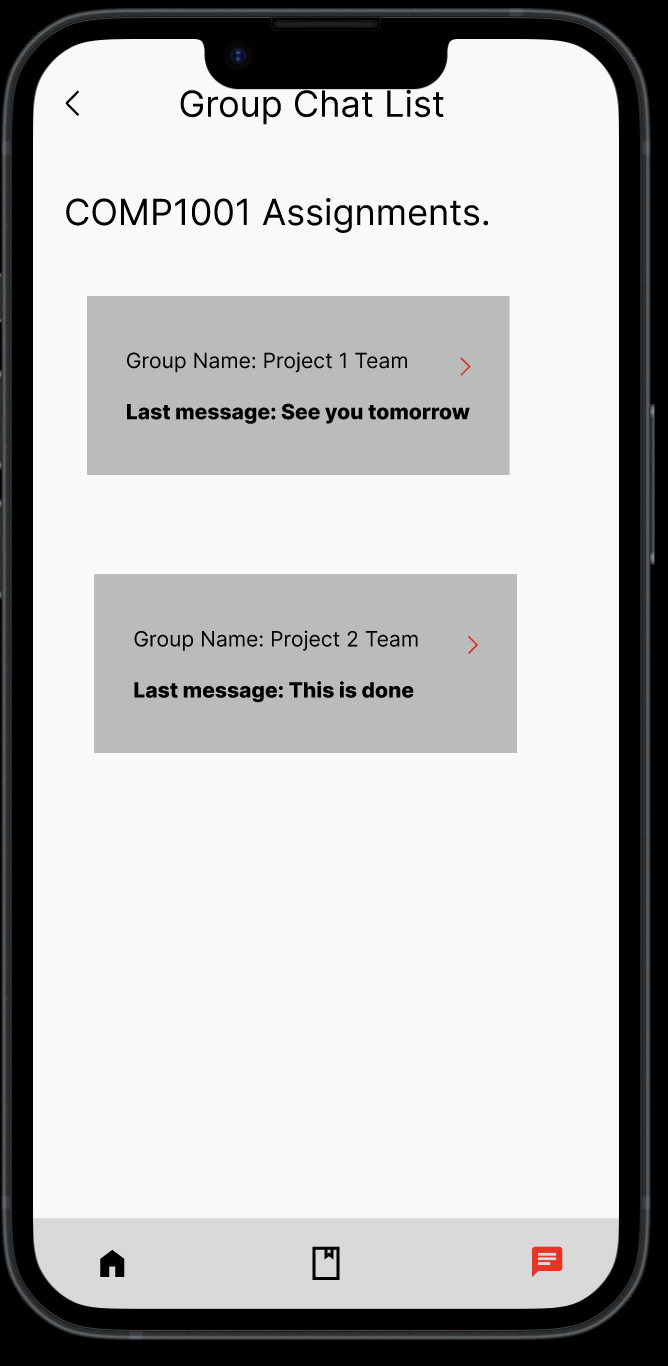 Group Chat List
COMP1001 Assignments.
Group Name: Project 1 Team
Last message: See you tomorrow
Group Name: Project 2 Team
Last message: This is done